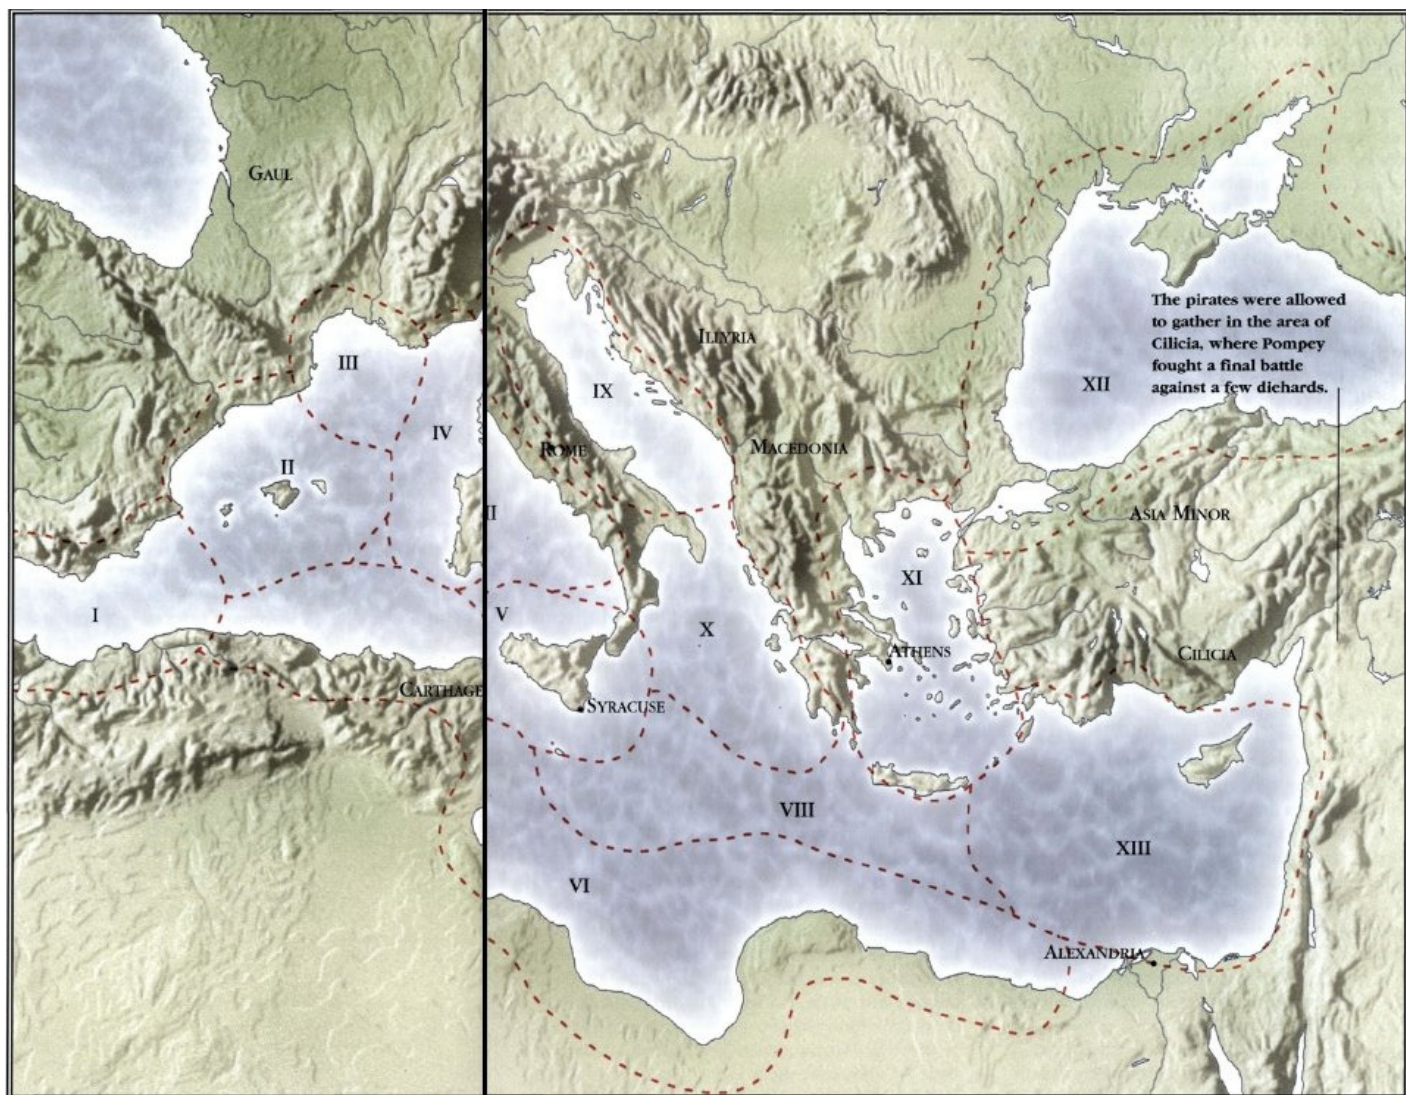 GAUL
III
IV
II
I
CARTHAGE
ILLYRIA
IX
ROME
MACEDONIA
II
V
X
SYRACUSE
XI
ATHENS
VIII
VI
XII
The pirates were allowed
to gather in the area of
Cilicia, where Pompey
fought a final battle
against a few diehards.
ASIA MINOR
CILICIA
XIII
ALEXANDRIA